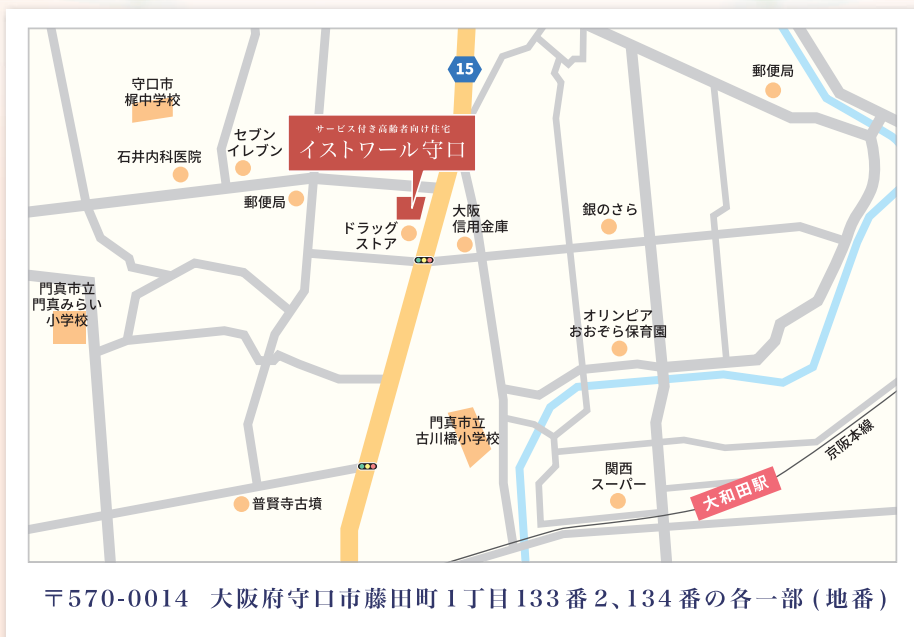 15
郵便局
守口市
梶中学校
サービス付き高齢者向け住宅
イストワール守口
セブン
イレブン
石井内科医院
郵便局
大阪
信用金庫
銀のさら
ドラッグ
ストア
門真市立
門真みらい
小学校
オリンピア
おおぞら保育園
門真市立
古川橋小学校
京阪本線
関西
スーパー
大和田駅
普賢寺古墳
〒570-0014 大阪府守口市藤田町1丁目133番2、134番の各一部(地番)